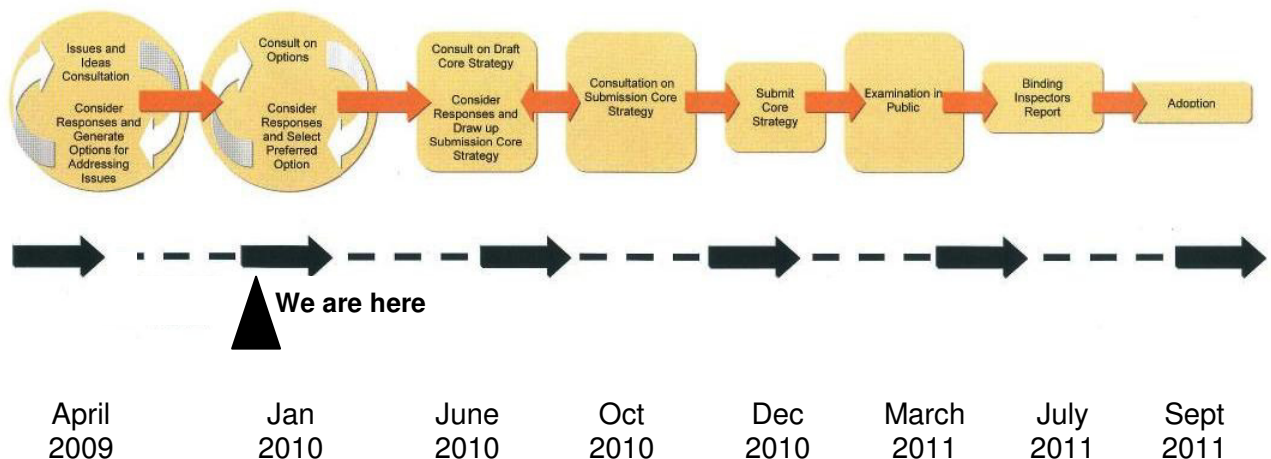 Issues and
Ideas
Consultation
Consider
Responses and
Generate
Options for
Addressing
Issues
Consult on
Options
Consider
Responses
and Select
Preferred
Option
Consult on Draft
Core Strategy
Consider
Responses and
Draw up
Submission Core
Strategy
Consultation on
Submission Core
Strategy
Submit
Core
Strategy
Examination in
Public
Binding
Inspectors
Report
Adoption
We are here
April
2009
Jan
2010
June
2010
Oct
2010
Dec
2010
March
2011
July
2011
Sept
2011